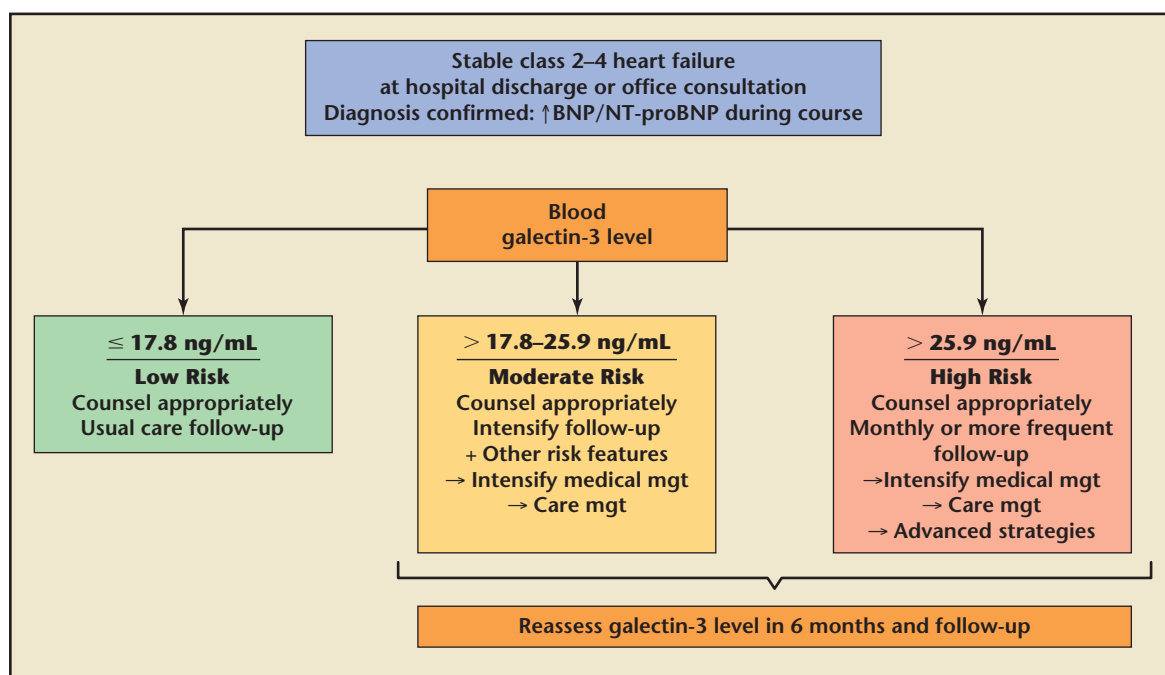 Stable class 2–4 heart failure
at hospital discharge or office consultation
Diagnosis confirmed: ↑BNP/NT-proBNP during course
Blood
galectin-3 level
≤ 17.8 ng/mL
Low Risk
Counsel appropriately
Usual care follow-up
> 17.8–25.9 ng/mL
Moderate Risk
Counsel appropriately
Intensify follow-up
+ Other risk features
→ Intensify medical mgt
→ Care mgt
> 25.9 ng/mL
High Risk
Counsel appropriately
Monthly or more frequent
follow-up
→Intensify medical mgt
→ Care mgt
→ Advanced strategies
Reassess galectin-3 level in 6 months and follow-up